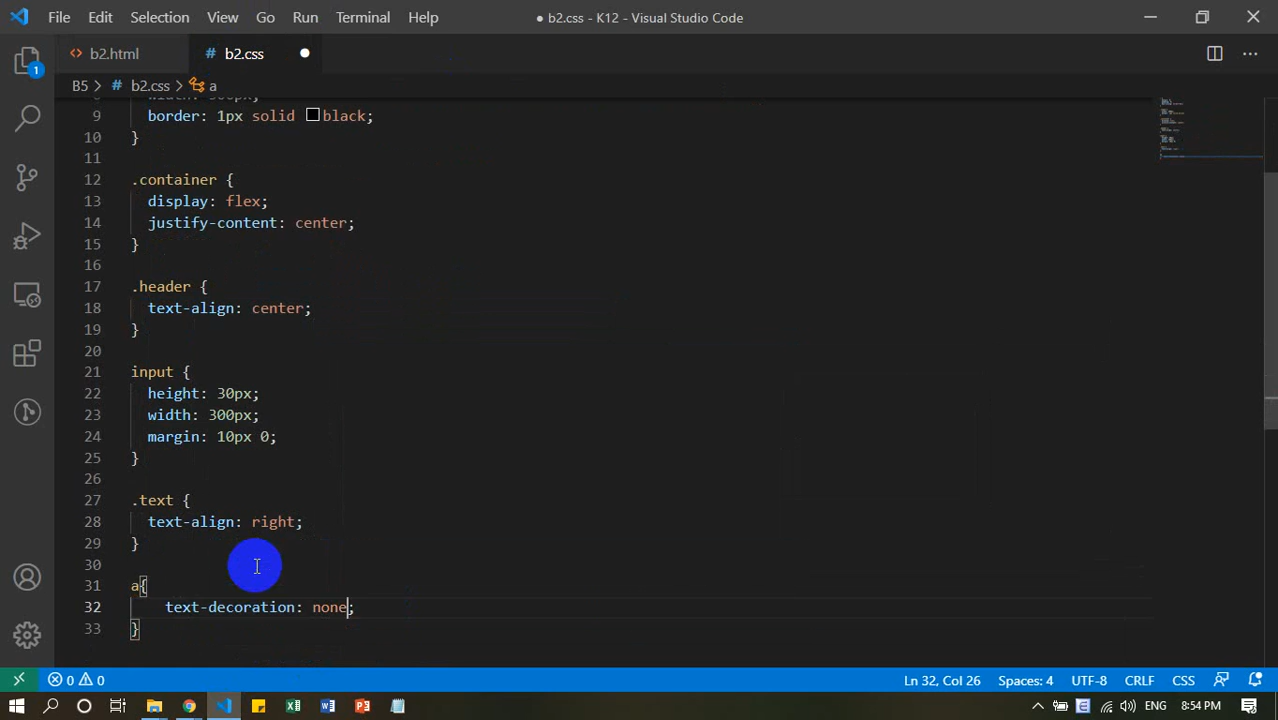 File Edit Selection View Go Run Terminal Help ● b2.css - K12 - Visual Studio Code
<> b2.html # b2.css ●
B5 > # b2.css > a
1
9 border: 1px solid black;
10 }
11
12 .container {
13 display: flex;
14 justify-content: center;
15 }
16
17 .header {
18 text-align: center;
19 }
20
21 input {
22 height: 30px;
23 width: 300px;
24 margin: 10px 0;
25 }
26
27 .text {
28 text-align: right;
29 }
30
31 a{
32 text-decoration: none;
33 }
0 0 Ln 32, Col 26 Spaces: 4 UTF-8 CRLF CSS
ENG 8:54 PM